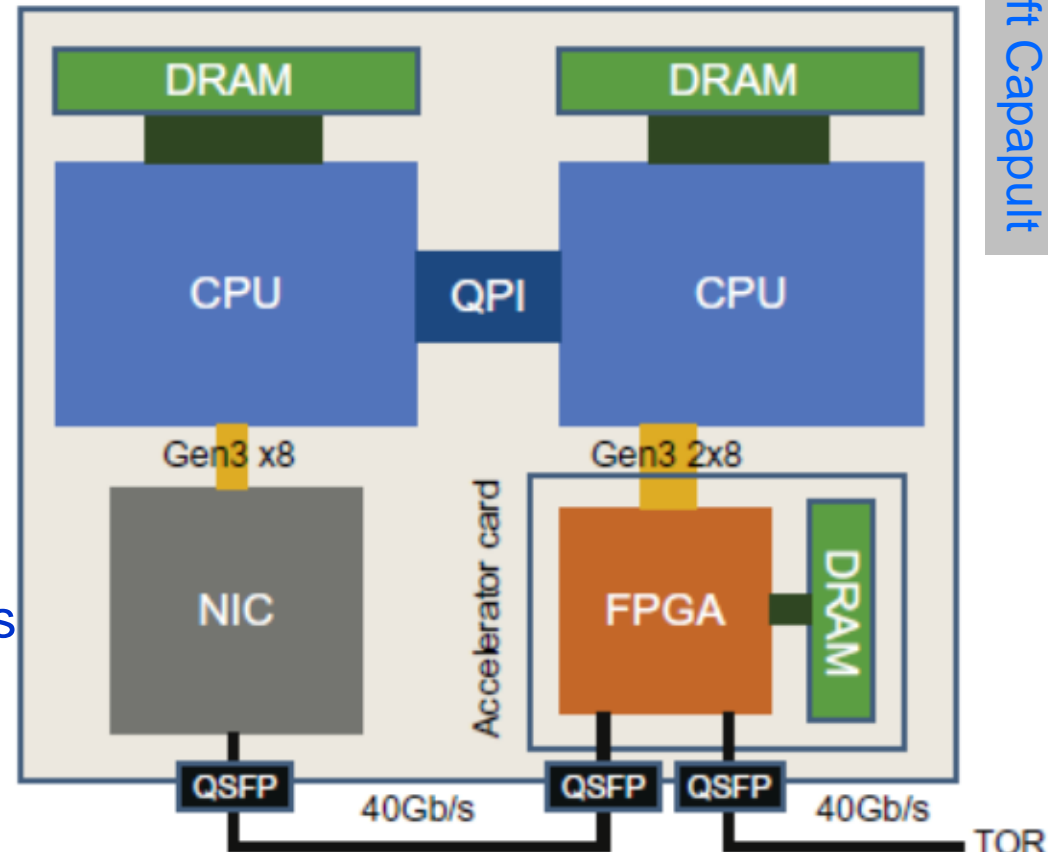 DRAM
DRAM
CPU
QPI
CPU
Gen3 x8
Gen3 2x8
Accelerator card
NIC
FPGA
DRAM
QSFP
QSFP
QSFP
40Gb/s
40Gb/s
TOR
ft Capapult
s